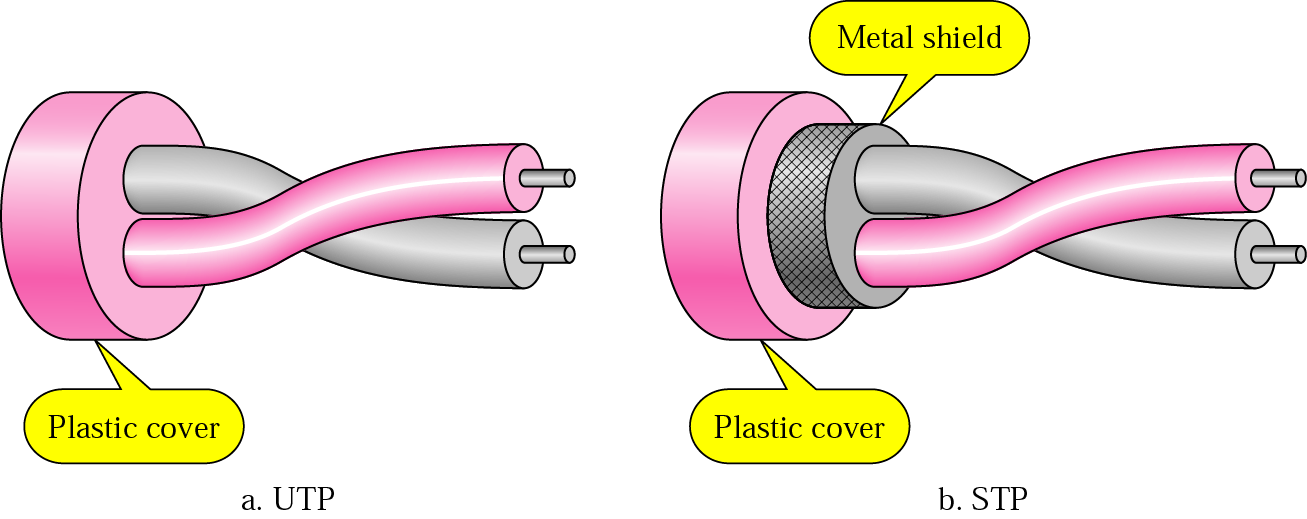 Metal shield
Plastic cover
Plastic cover
a. UTP
b. STP